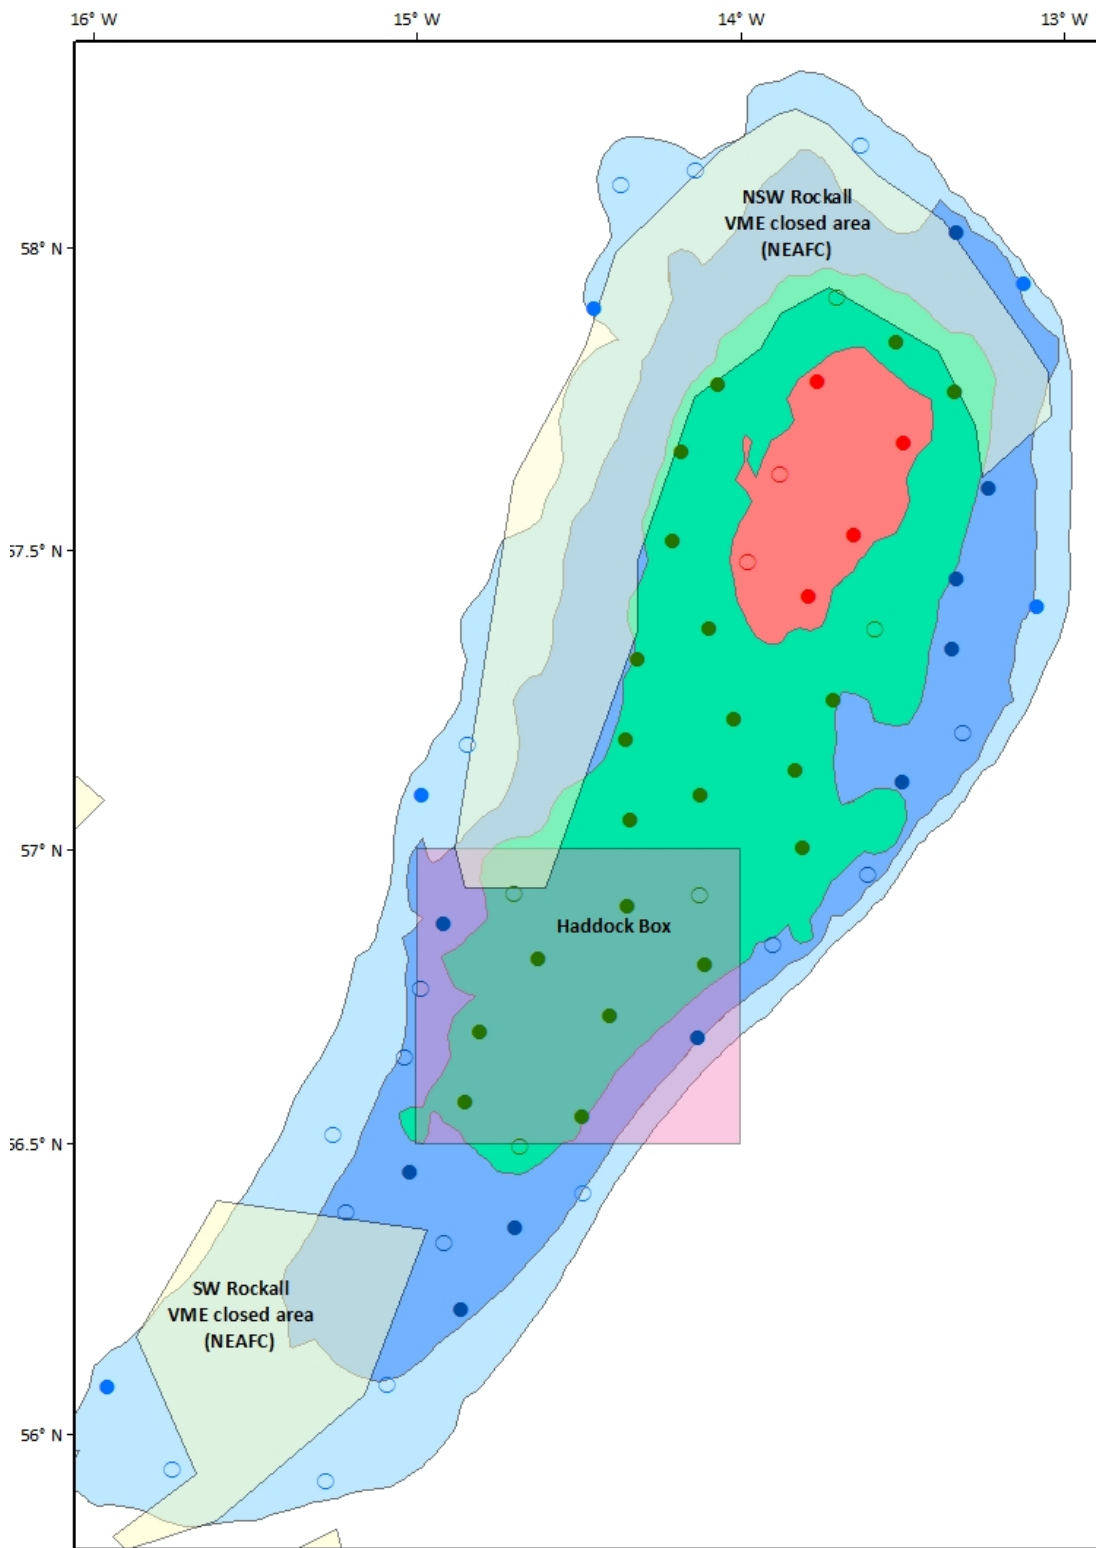 16° W
15° W
14° W
13° W
NSW Rockall
VME closed area
(NEAFC)
58° N
57.5° N
57° N
Haddock Box
56.5° N
SW Rockall
VME closed area
(NEAFC)
56° N